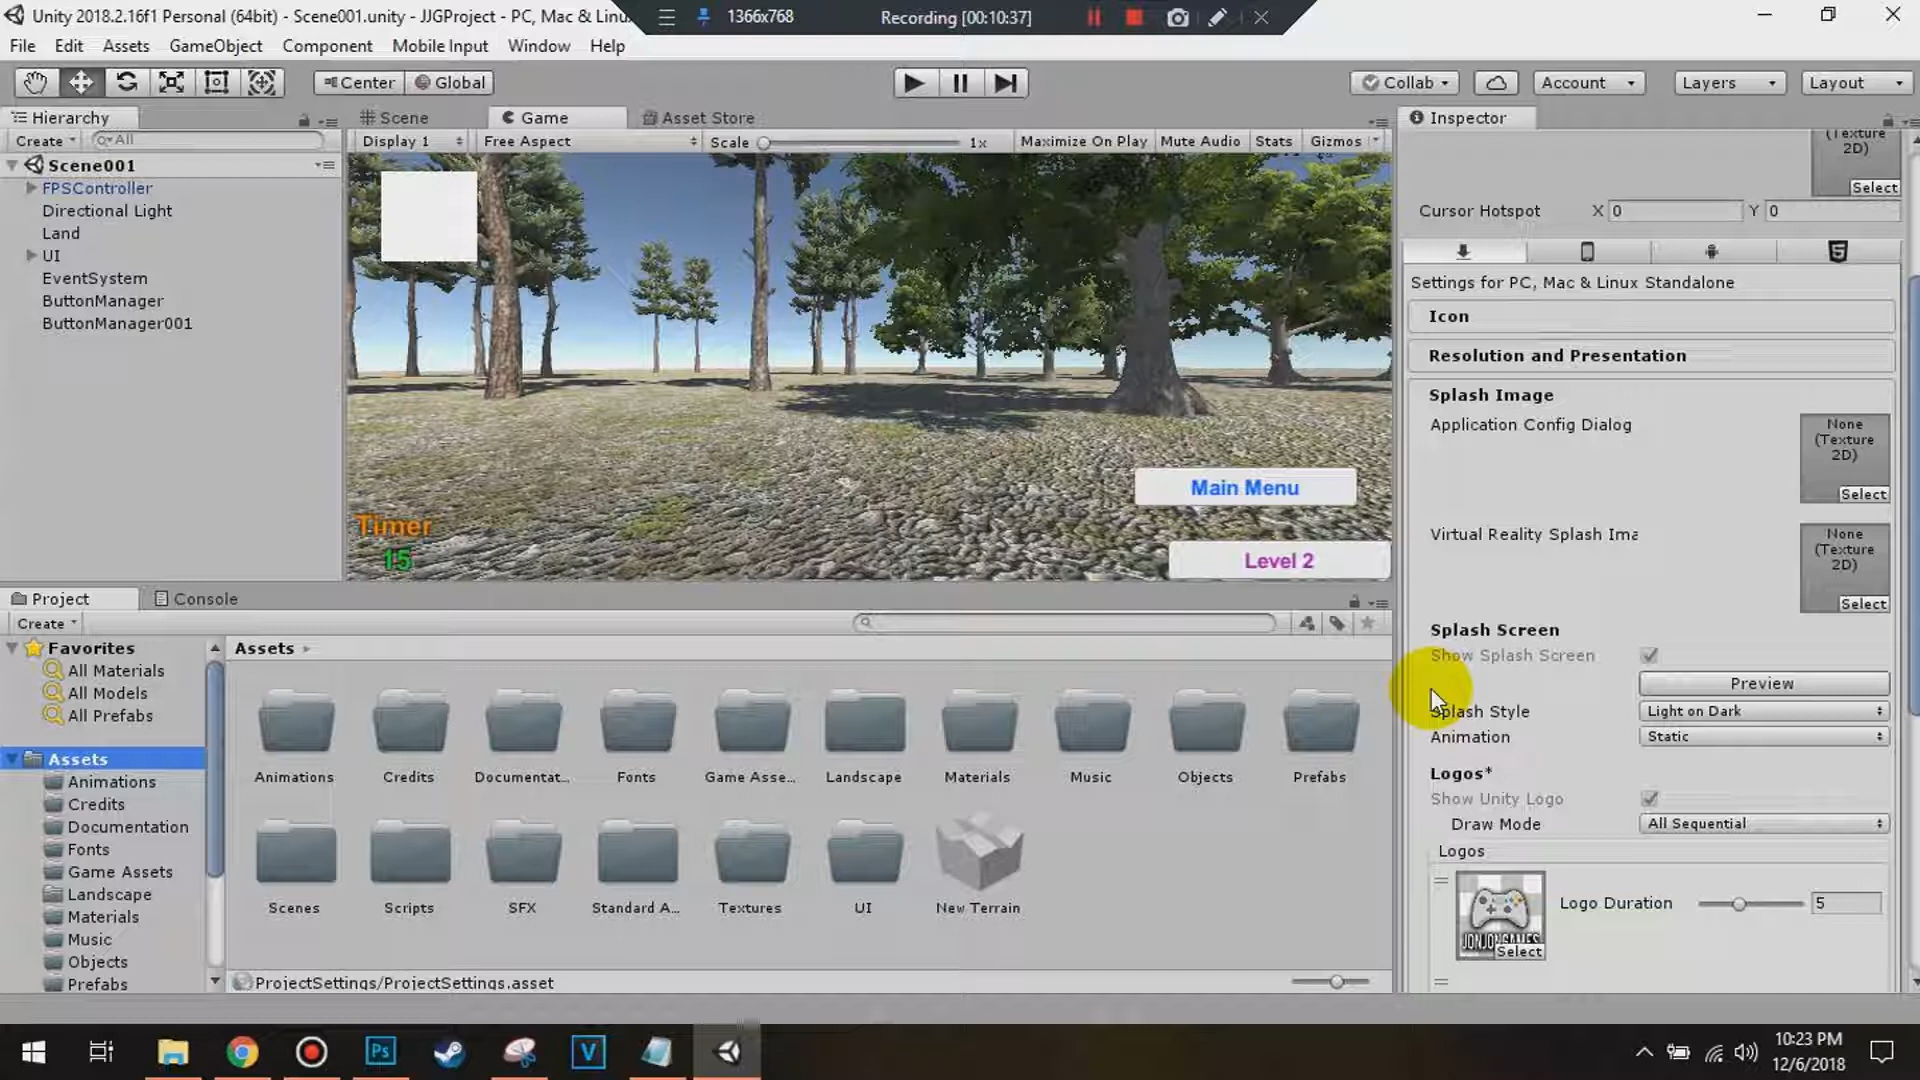 Unity 2018.2.16f1 Personal (64bit) - Scene001.unity - JJGProject - PC, Mac & Linu
1366x768
Recording [00:10:37]
File Edit Assets GameObject Component Mobile Input Window Help
Center Global
Collab Account Layers Layout
Hierarchy
Create All
Scene001
FPSController
Directional Light
Land
UI
EventSystem
ButtonManager
ButtonManager001
Scene Game Asset Store
Display 1 Free Aspect Scale 1x Maximize On Play Mute Audio Stats Gizmos
Main Menu
Timer
15
Level 2
Inspector
(Texture
2D)
Select
Cursor Hotspot X 0 Y 0
Settings for PC, Mac & Linux Standalone
Icon
Resolution and Presentation
Splash Image
Application Config Dialog
None
(Texture
2D)
Select
Virtual Reality Splash Ima
None
(Texture
2D)
Select
Splash Screen
Show Splash Screen
Preview
Splash Style Light on Dark
Animation Static
Logos*
Show Unity Logo
Draw Mode All Sequential
Logos
JONJONGAMES
Select
Logo Duration 5
Project Console
Create
Favorites
All Materials
All Models
All Prefabs
Assets
Animations
Credits
Documentation
Fonts
Game Assets
Landscape
Materials
Music
Objects
Prefabs
Assets
Animations Credits Documentat... Fonts Game Asse... Landscape Materials Music Objects Prefabs
Scenes Scripts SFX Standard A... Textures UI New Terrain
ProjectSettings/ProjectSettings.asset
Ps
V
10:23 PM
12/6/2018